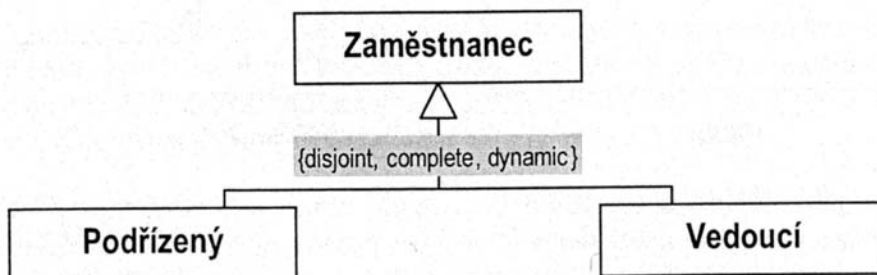 Zaměstnanec
{disjoint, complete, dynamic}
Podřízený
Vedoucí